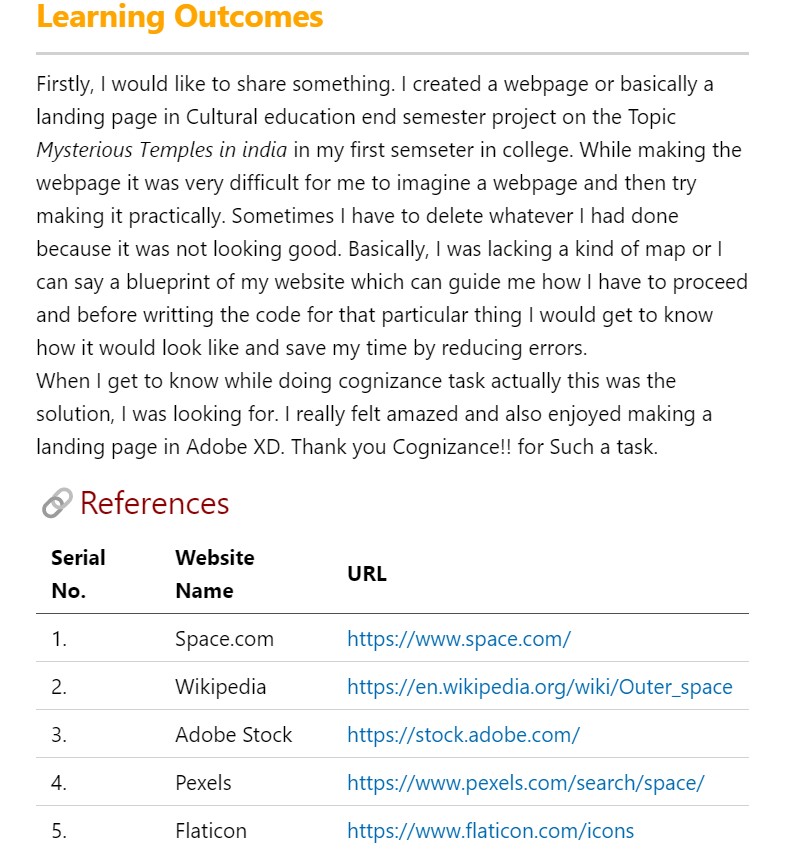 Learning Outcomes
Firstly, I would like to share something. I created a webpage or basically a
landing page in Cultural education end semester project on the Topic
Mysterious Temples in india in my first semseter in college. While making the
webpage it was very difficult for me to imagine a webpage and then try
making it practically. Sometimes I have to delete whatever I had done
because it was not looking good. Basically, I was lacking a kind of map or I
can say a blueprint of my website which can guide me how I have to proceed
and before writting the code for that particular thing I would get to know
how it would look like and save my time by reducing errors.
When I get to know while doing cognizance task actually this was the
solution, I was looking for. I really felt amazed and also enjoyed making a
landing page in Adobe XD. Thank you Cognizance!! for Such a task.
References
Serial No. Website Name URL
1. Space.com https://www.space.com/
2. Wikipedia https://en.wikipedia.org/wiki/Outer_space
3. Adobe Stock https://stock.adobe.com/
4. Pexels https://www.pexels.com/search/space/
5. Flaticon https://www.flaticon.com/icons